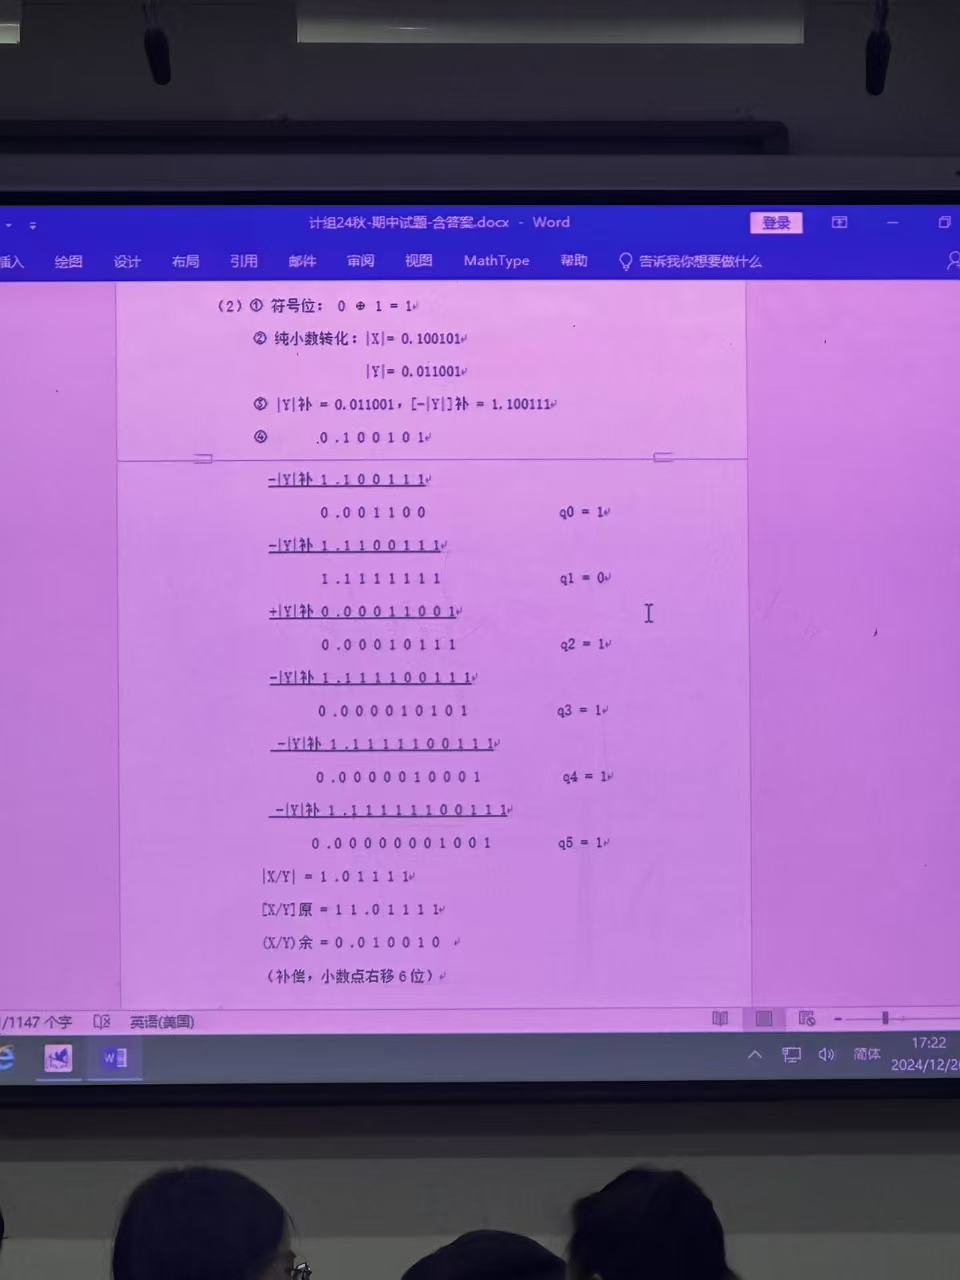 计组24秋-期中试题-含答案.docx - Word
登录
插入 绘图 设计 布局 引用 邮件 审阅 视图 MathType 帮助 告诉我你想要做什么
(2) ① 符号位: 0 ⊕ 1 = 1
② 纯小数转化: |X|= 0.100101
|Y|= 0.011001
③ |Y|补 = 0.011001, [-|Y|]补 = 1.100111
④ .0.100101
-|Y|补 1.100111
0.001100 q0 = 1
-|Y|补 1.1100111
1.1111111 q1 = 0
+|Y|补 0.00011001
0.00010111 q2 = 1
-|Y|补 1.111100111
0.000010101 q3 = 1
-|Y|补 1.1111100111
0.0000010001 q4 = 1
-|Y|补 1.11111100111
0.00000001001 q5 = 1
|X/Y| = 1.01111
[X/Y]原 = 11.01111
(X/Y)余 = 0.010010
(补偿, 小数点右移6位)
/1147 个字 英语(美国)
简体
17:22
2024/12/2